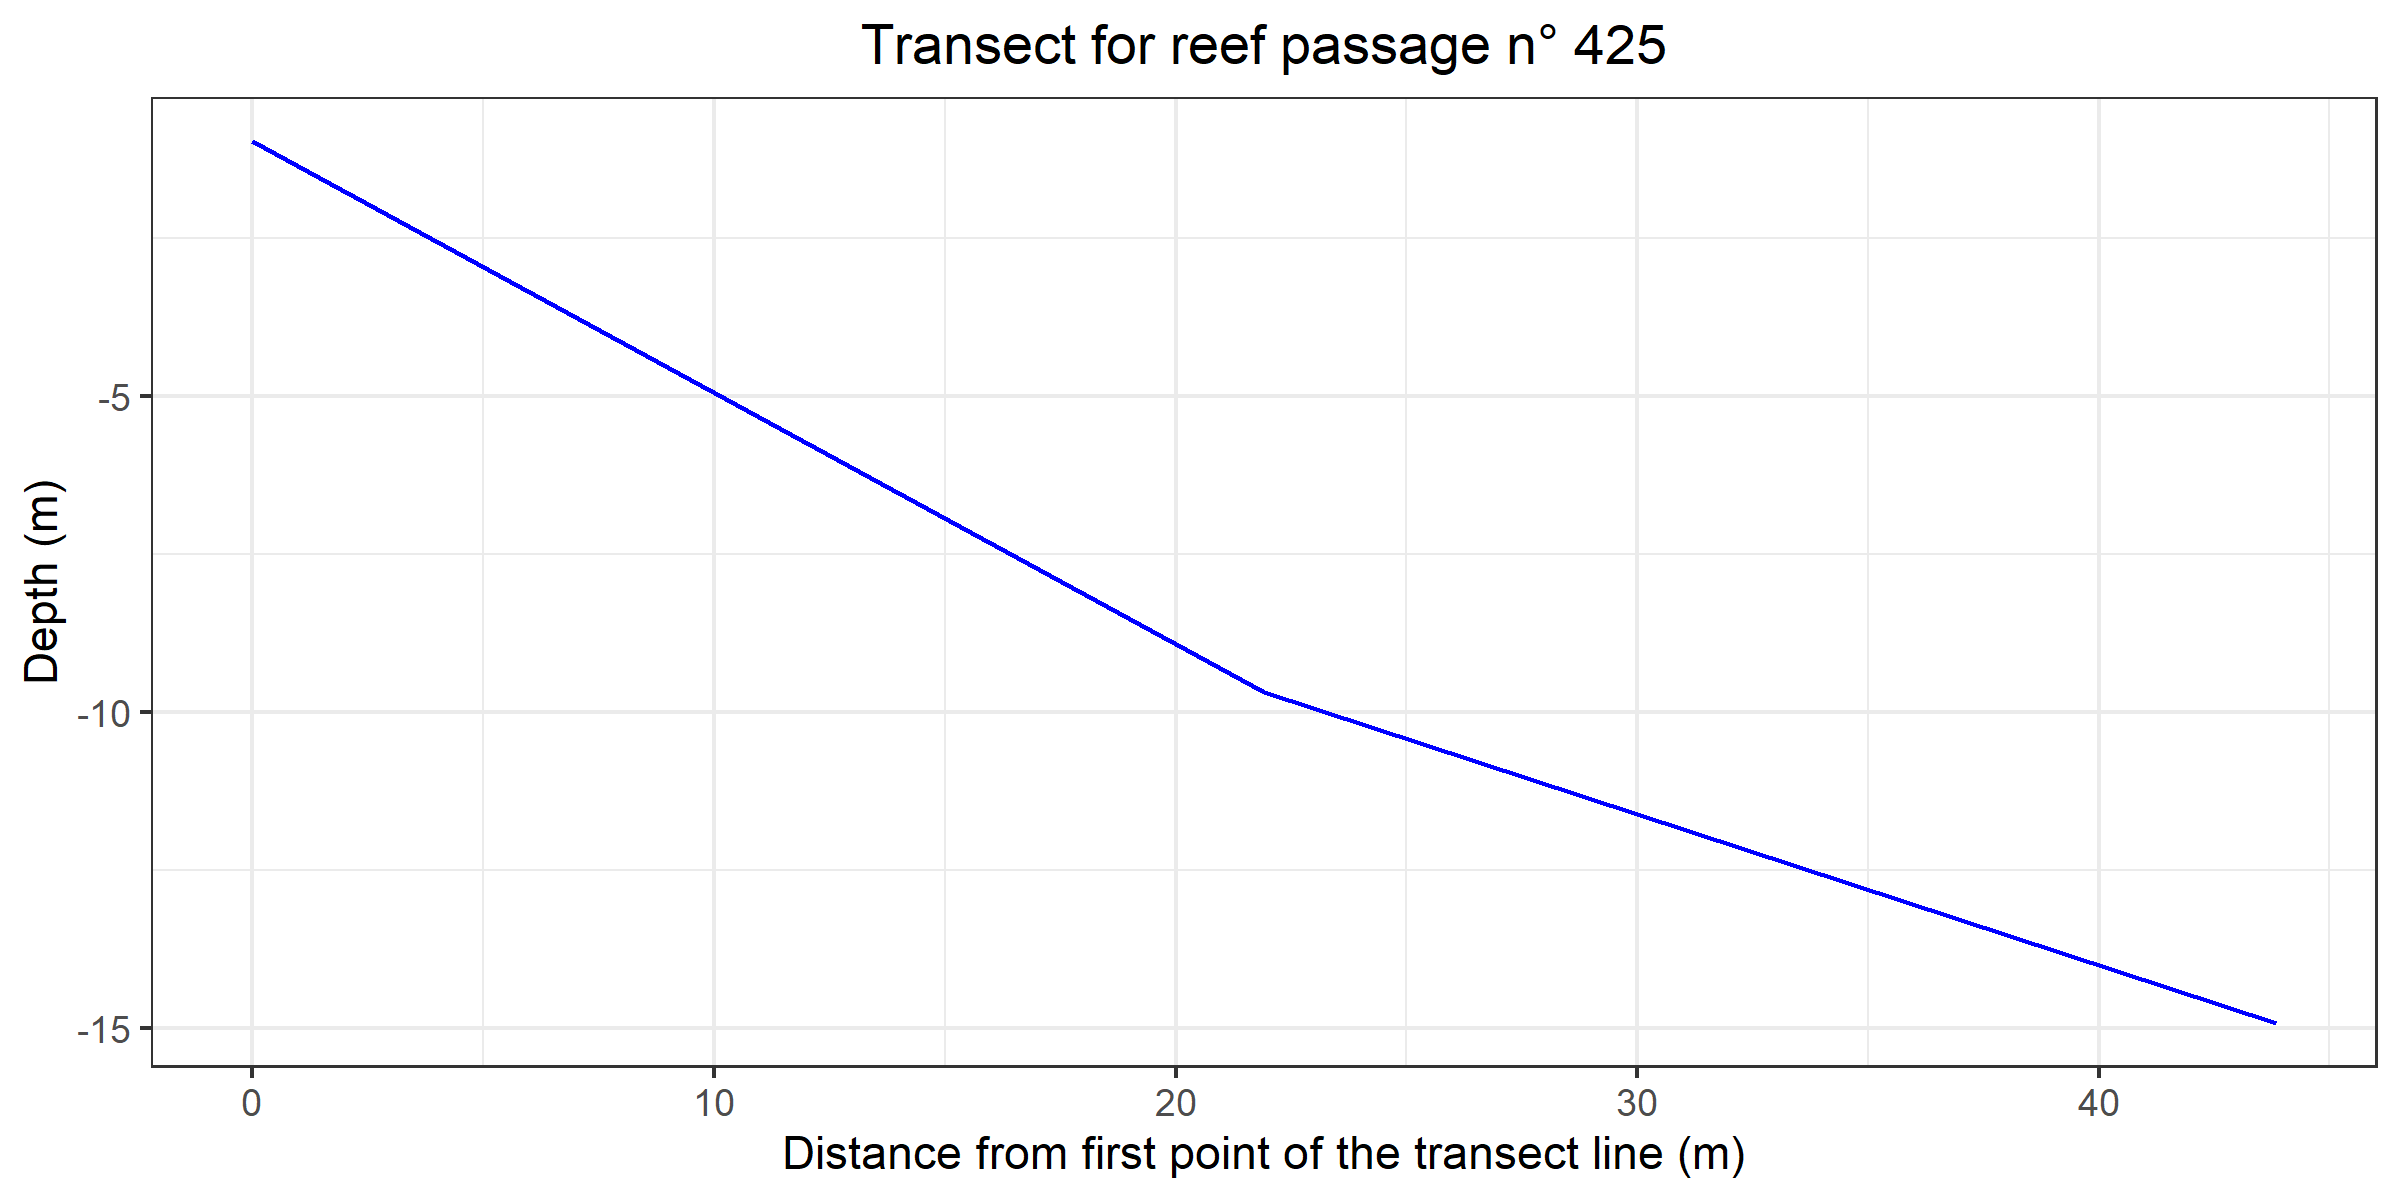 Transect for reef passage n° 425
Depth (m)
-5
-10
-15
0 10 20 30 40
Distance from first point of the transect line (m)